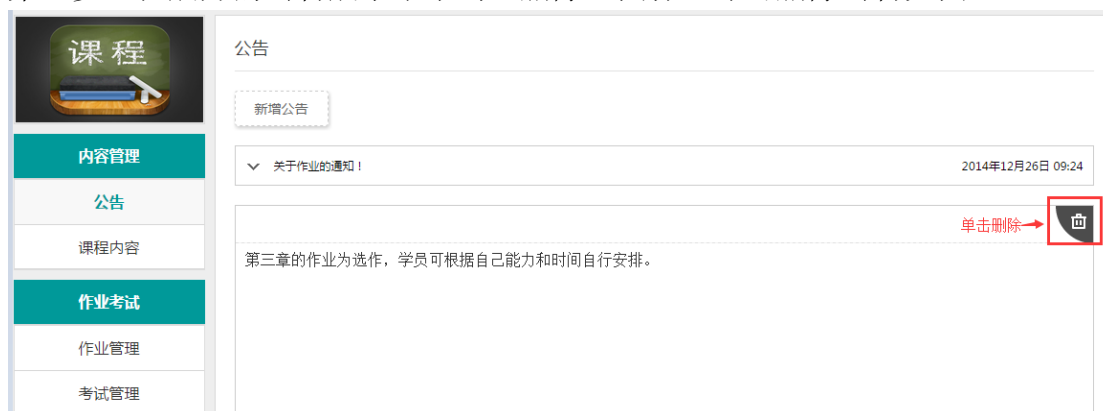 课程
公告
新增公告
内容管理
关于作业的通知！
2014年12月26日 09:24
公告
单击删除
课程内容
第三章的作业为选作，学员可根据自己能力和时间自行安排。
作业考试
作业管理
考试管理